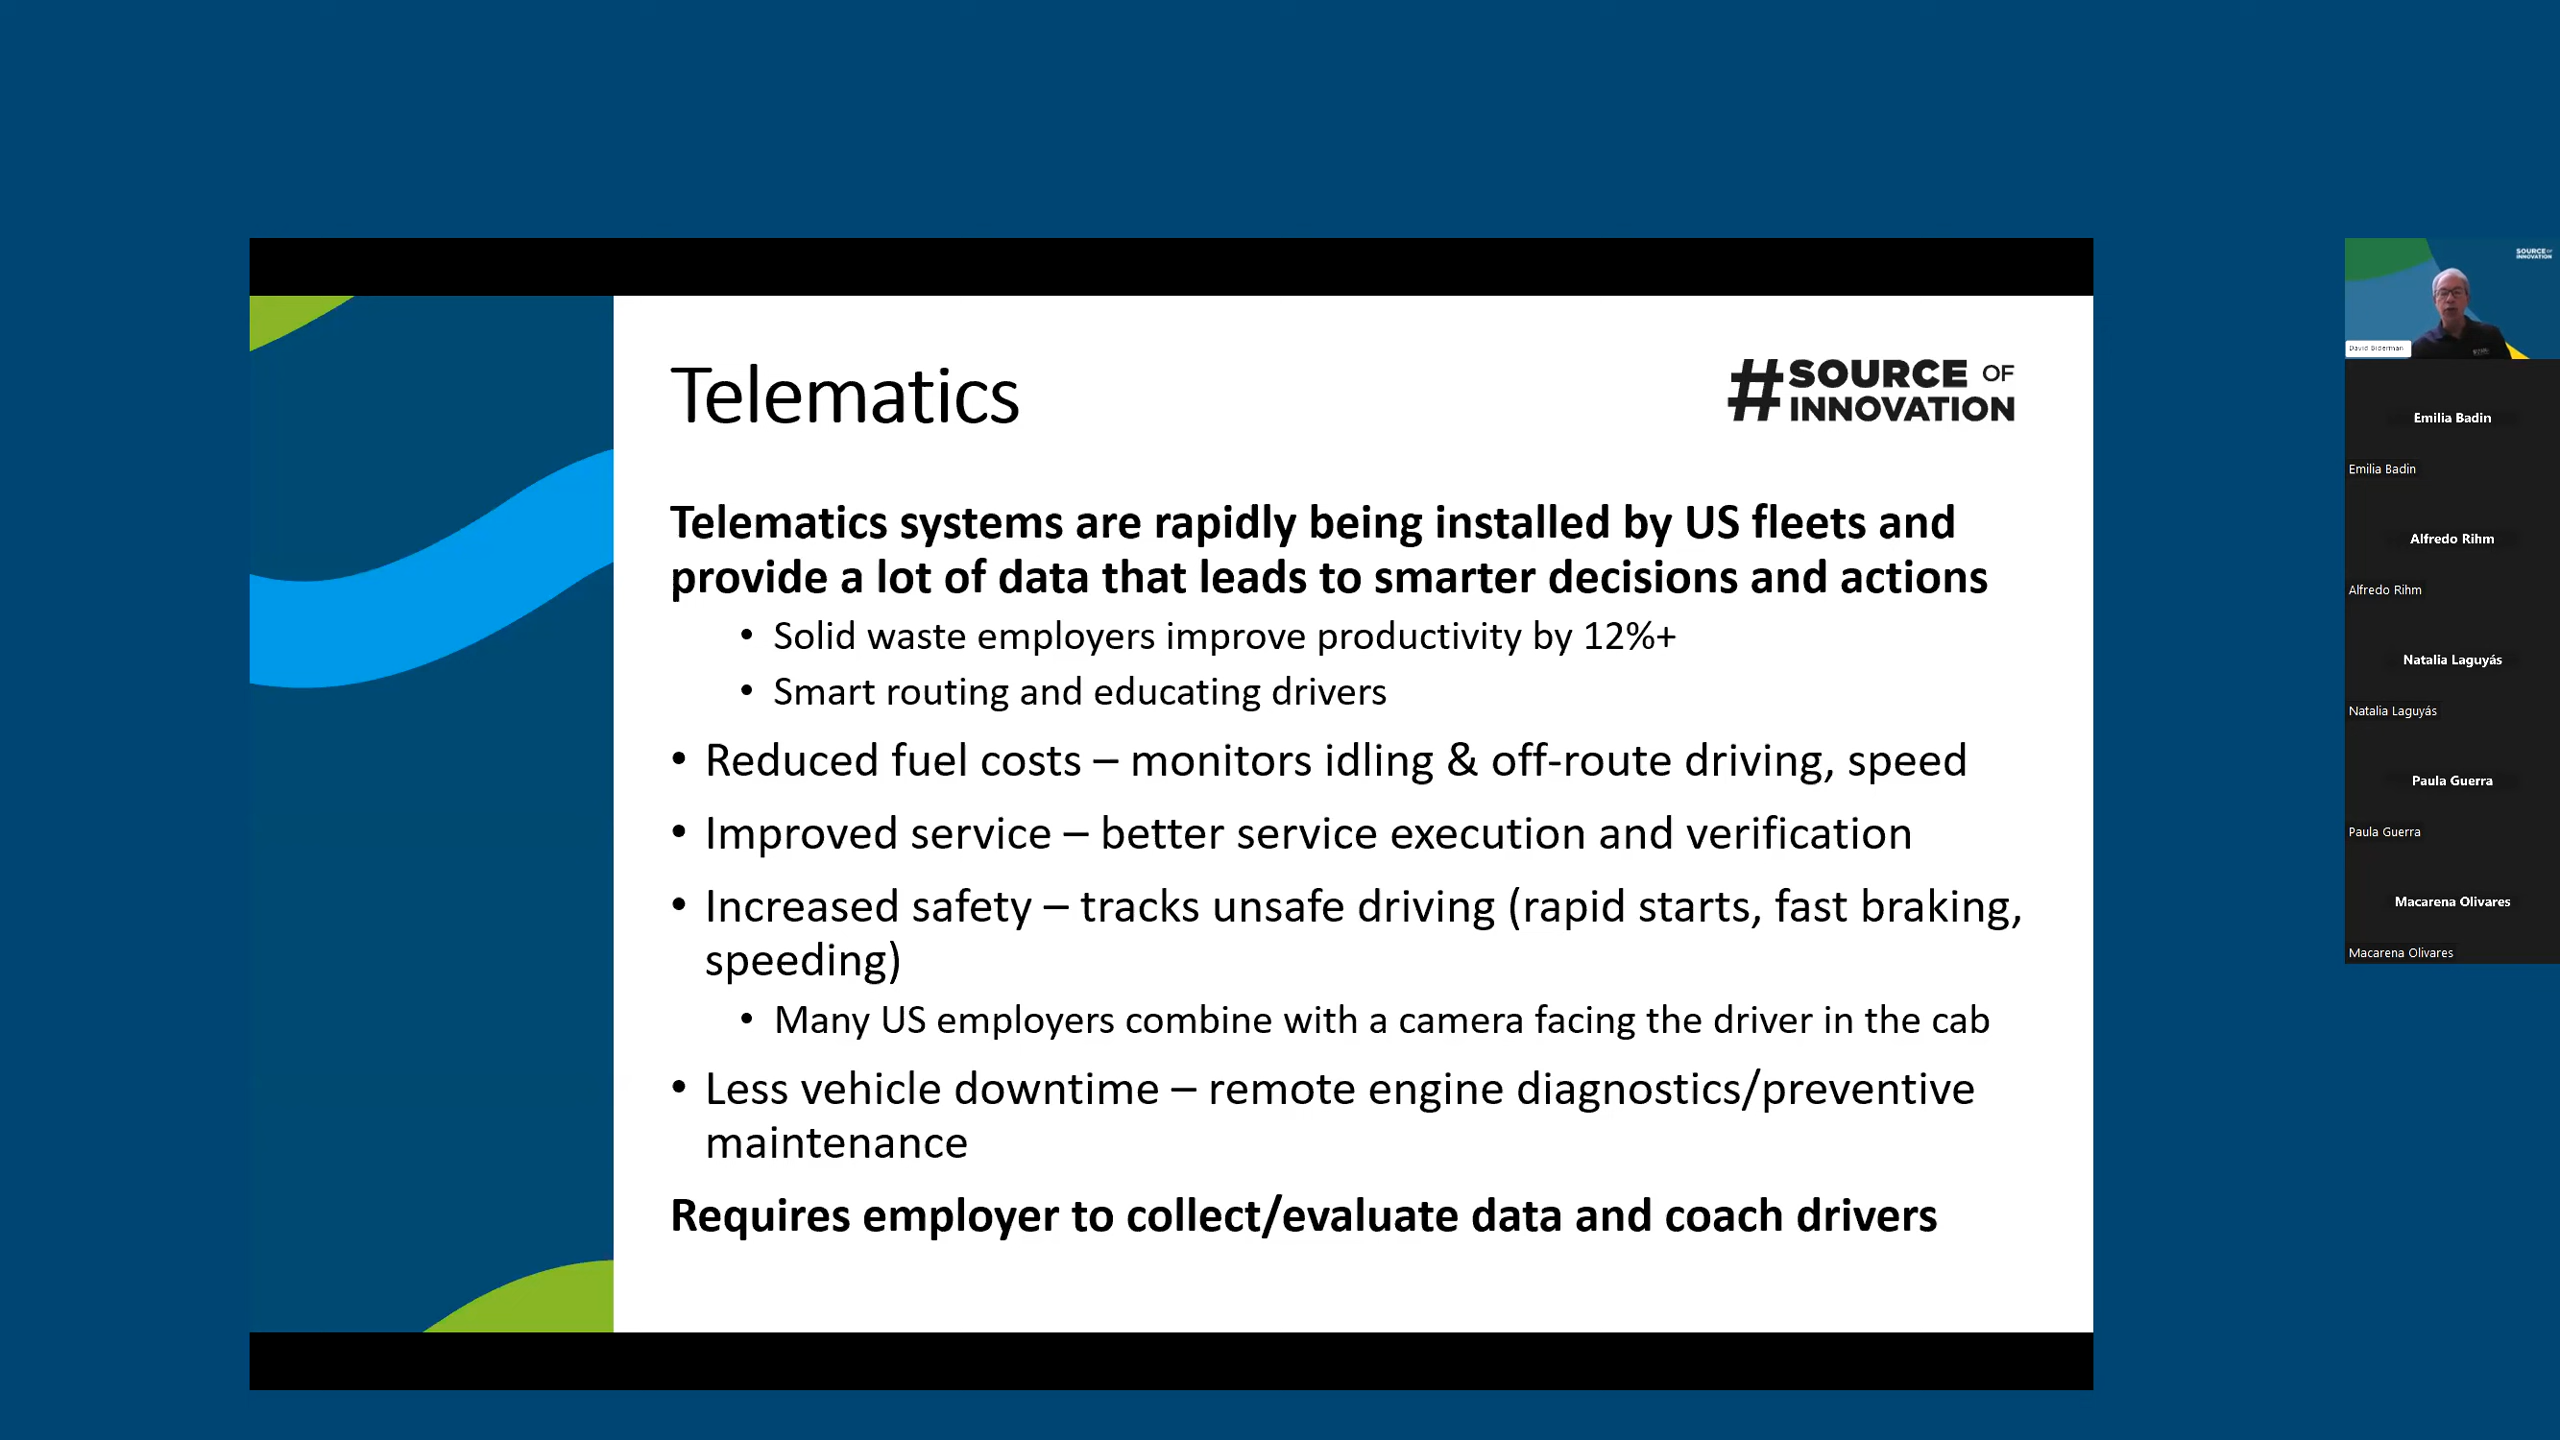 Telematics
#SOURCE OF
INNOVATION
Telematics systems are rapidly being installed by US fleets and
provide a lot of data that leads to smarter decisions and actions
• Solid waste employers improve productivity by 12%+
• Smart routing and educating drivers
• Reduced fuel costs – monitors idling & off-route driving, speed
• Improved service – better service execution and verification
• Increased safety – tracks unsafe driving (rapid starts, fast braking,
speeding)
• Many US employers combine with a camera facing the driver in the cab
• Less vehicle downtime – remote engine diagnostics/preventive
maintenance
Requires employer to collect/evaluate data and coach drivers
SOURCE OF
INNOVATION
David Biderman
Emilia Badin
Emilia Badin
Alfredo Rihm
Alfredo Rihm
Natalia Laguyás
Natalia Laguyás
Paula Guerra
Paula Guerra
Macarena Olivares
Macarena Olivares